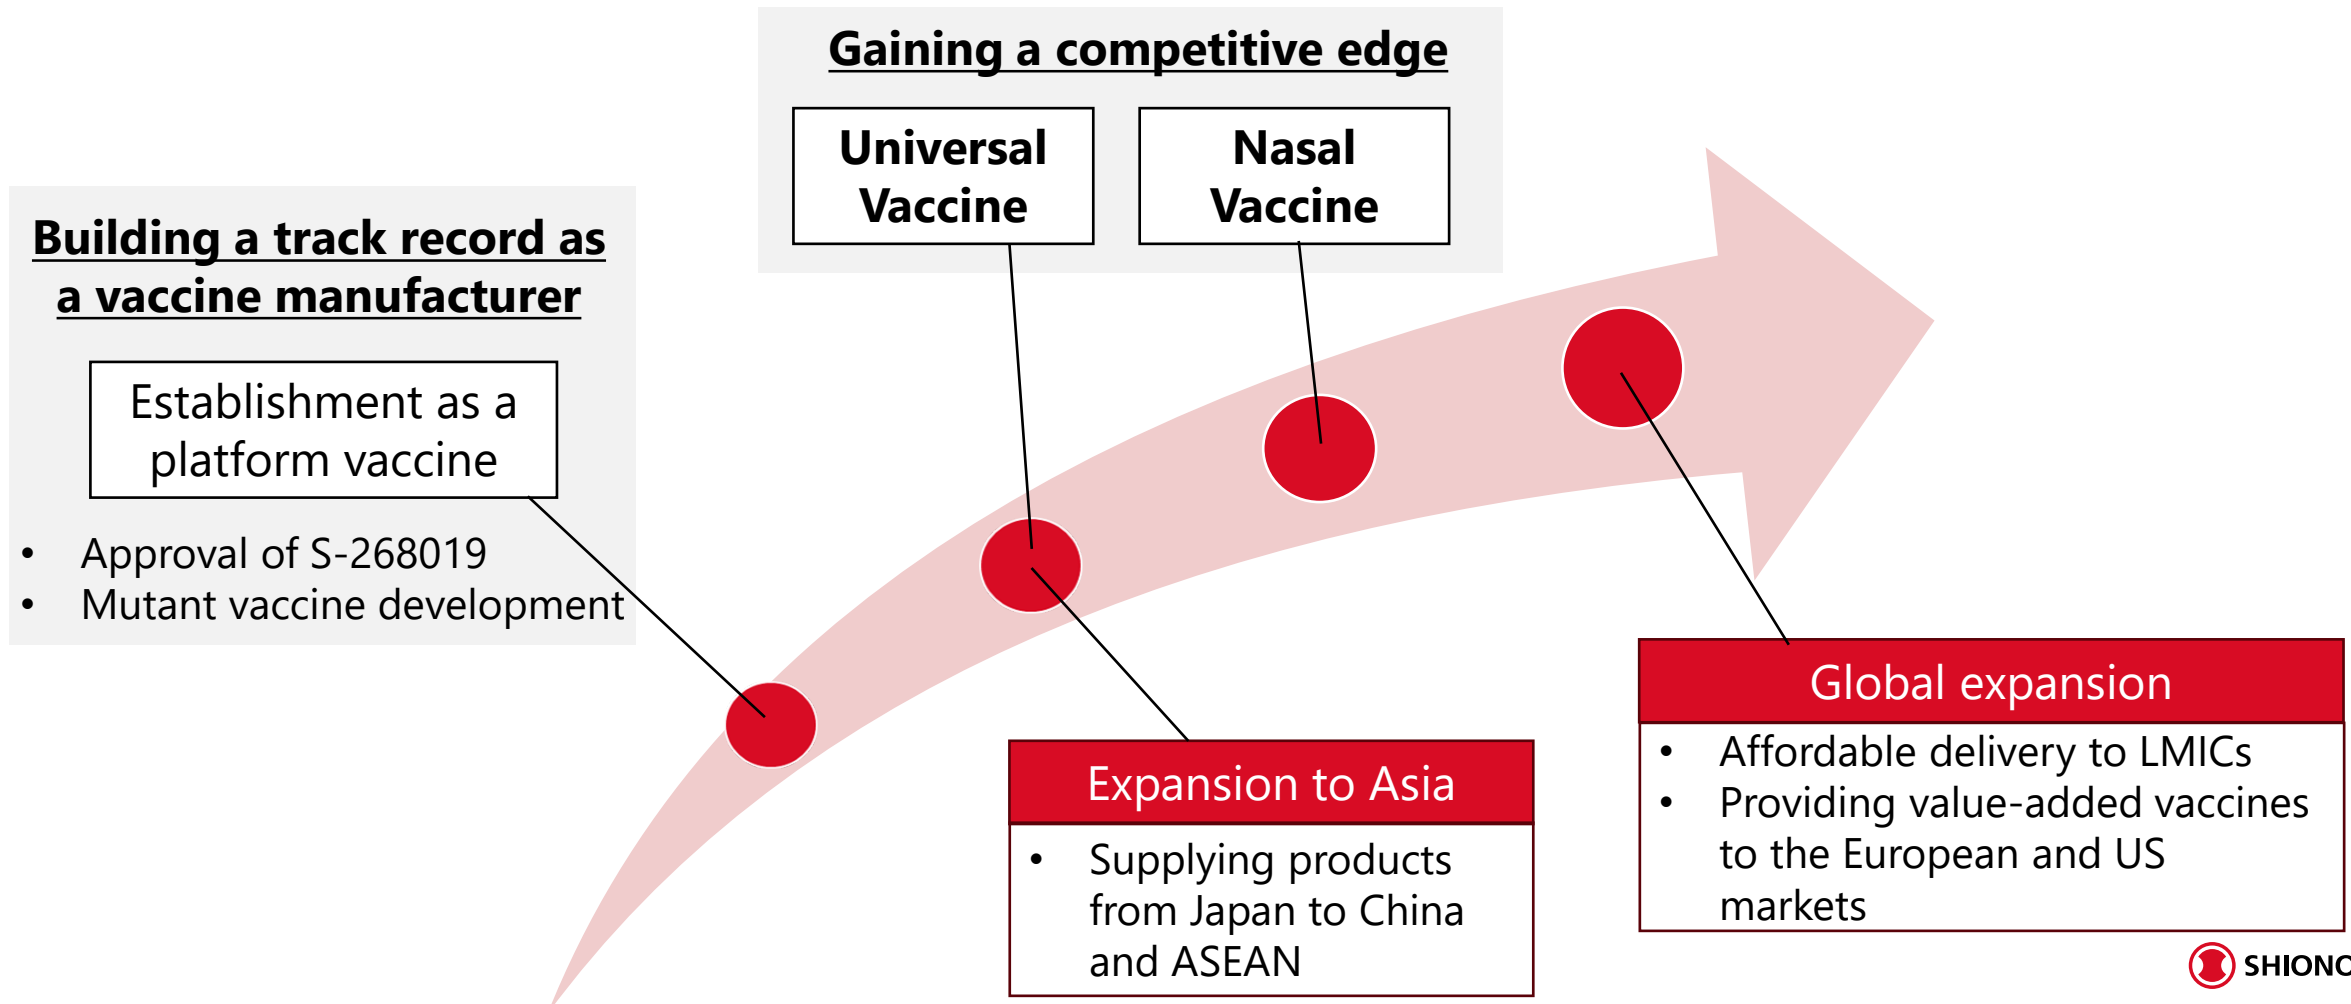 Gaining a competitive edge
Universal
Vaccine
Nasal
Vaccine
Building a track record as
a vaccine manufacturer
Establishment as a
platform vaccine
• Approval of S-268019
• Mutant vaccine development
Expansion to Asia
• Supplying products
from Japan to China
and ASEAN
Global expansion
• Affordable delivery to LMICs
• Providing value-added vaccines
to the European and US
markets